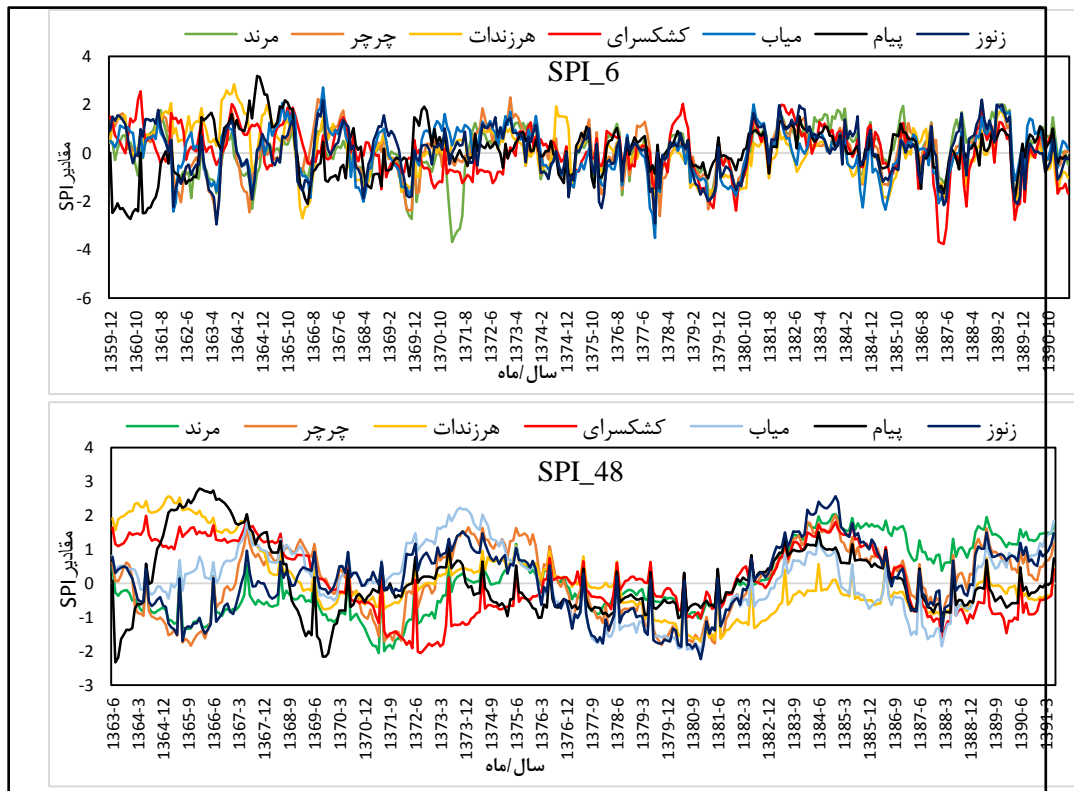 مرند چرچر هرزندات کشکسرای میاب پیام زنوز
SPI_6
مقادیر SPI
4
2
0
-2
-4
-6
1359-12 1360-10 1361-8 1362-6 1363-4 1364-2 1364-12 1365-10 1366-8 1367-6 1368-4 1369-2 1369-12 1370-10 1371-8 1372-6 1373-4 1374-2 1374-12 1375-10 1376-8 1377-6 1378-4 1379-2 1379-12 1380-10 1381-8 1382-6 1383-4 1384-2 1384-12 1385-10 1386-8 1387-6 1388-4 1389-2 1389-12 1390-10
سال/ماه
مرند چرچر هرزندات کشکسرای میاب پیام زنوز
SPI_48
مقادیر SPI
4
3
2
1
0
-1
-2
-3
1363-6 1364-3 1364-12 1365-9 1366-6 1367-3 1367-12 1368-9 1369-6 1370-3 1370-12 1371-9 1372-6 1373-3 1373-12 1374-9 1375-6 1376-3 1376-12 1377-9 1378-6 1379-3 1379-12 1380-9 1381-6 1382-3 1382-12 1383-9 1384-6 1385-3 1385-12 1386-9 1387-6 1388-3 1388-12 1389-9 1390-6 1391-3
سال/ماه